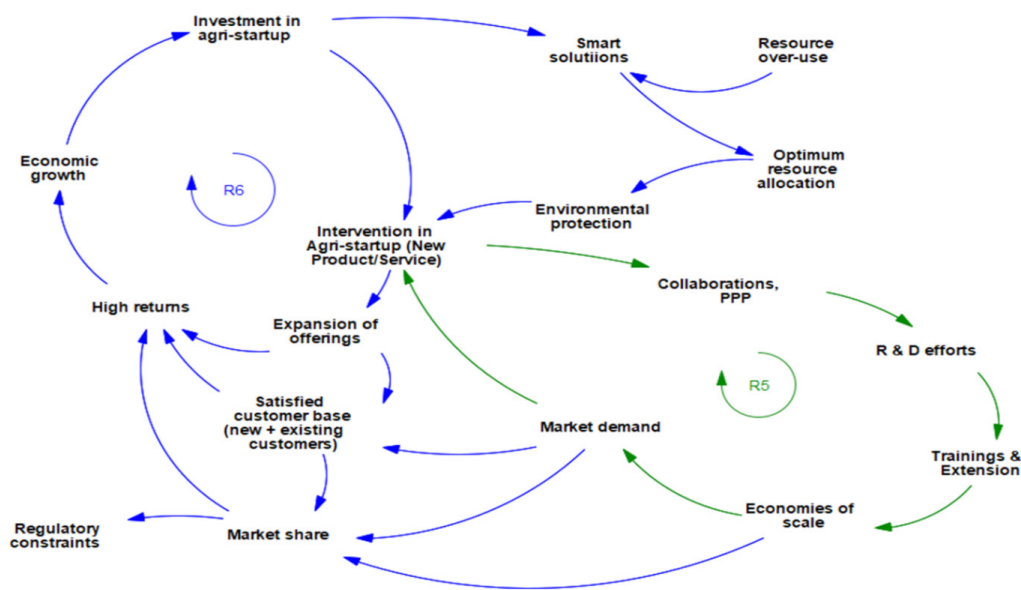 Investment in
agri-startup
Smart
solutiions
Resource
over-use
Economic
growth
R6
Optimum
resource
allocation
Environmental
protection
Intervention in
Agri-startup (New
Product/Service)
Collaborations,
PPP
High returns
Expansion of
offerings
R & D efforts
R5
Satisfied
customer base
(new + existing
customers)
Market demand
Trainings &
Extension
Economies of
scale
Regulatory
constraints
Market share